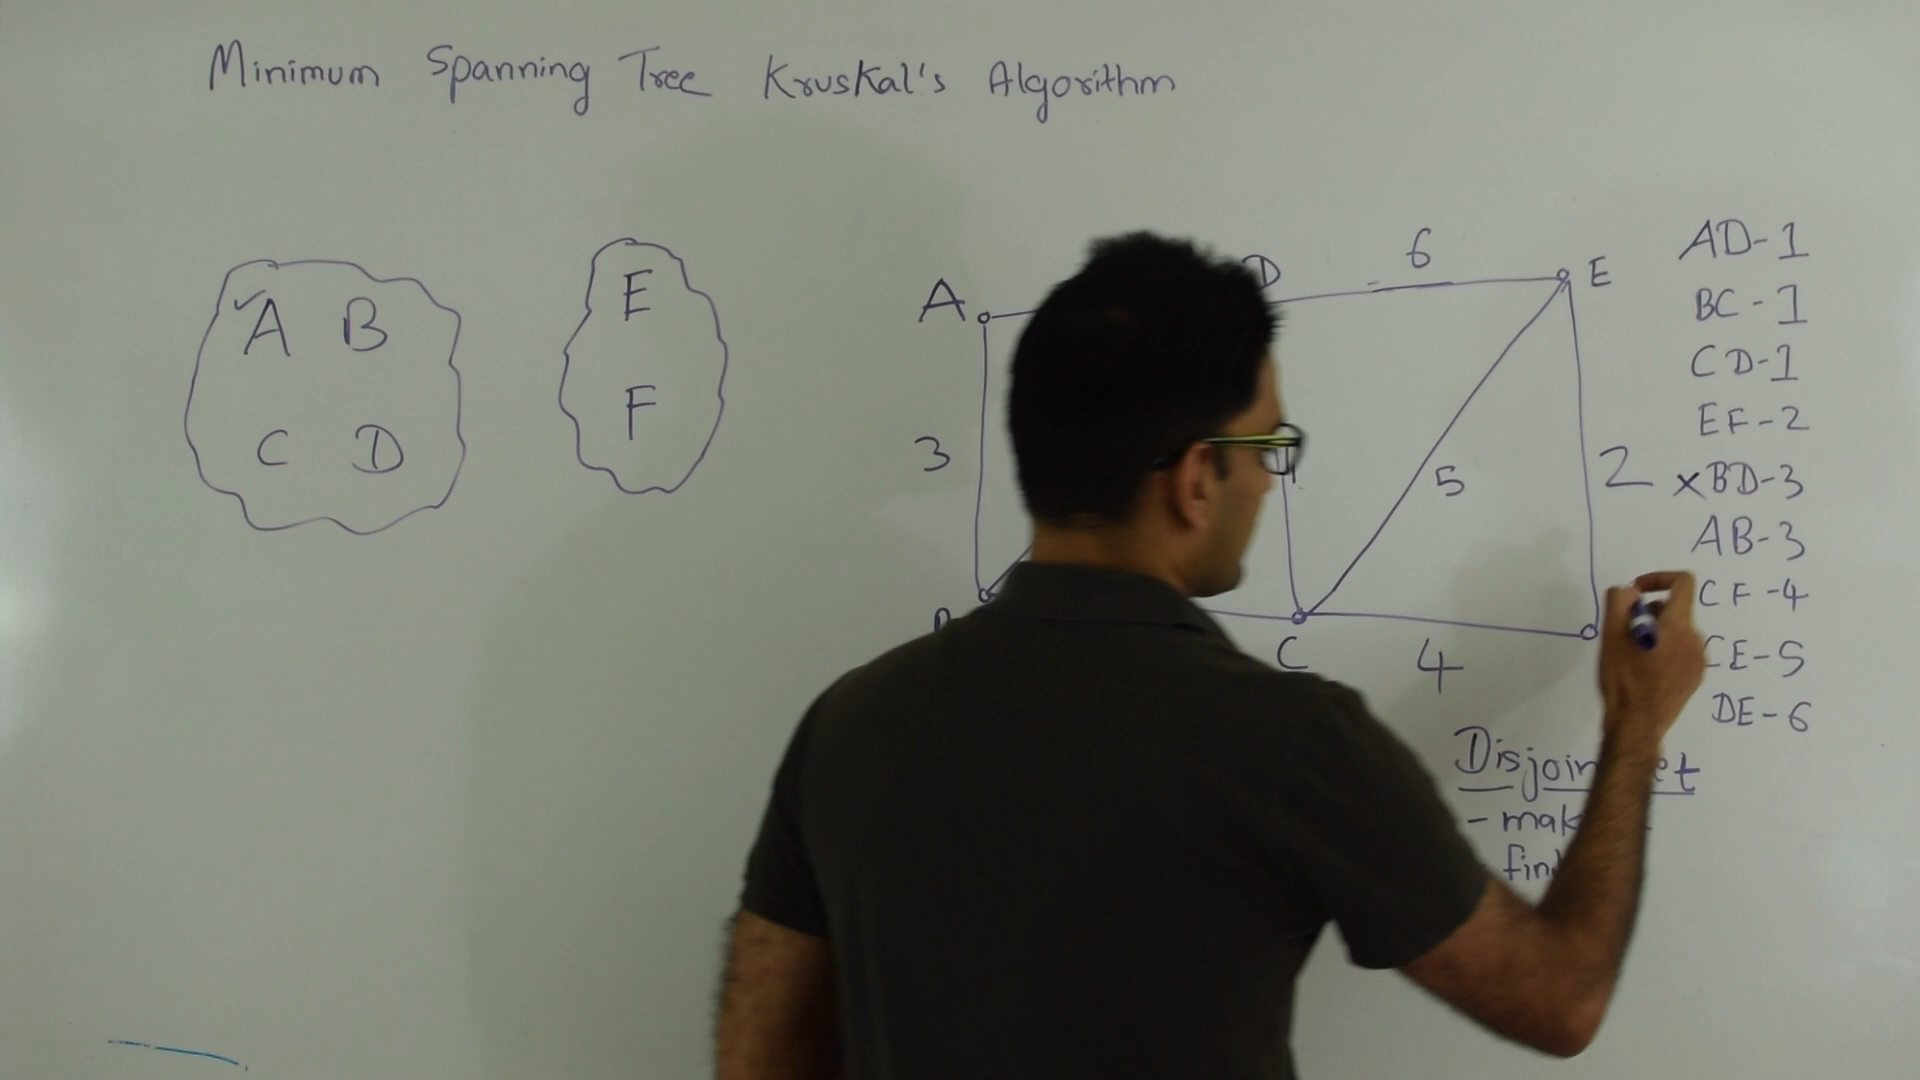 Minimum Spanning Tree Kruskal's Algorithm
A B
C D
E
F
A
D
6
E
3
5
2
C
4
AD-1
BC-1
CD-1
EF-2
xBD-3
AB-3
CF-4
CE-5
DE-6
-